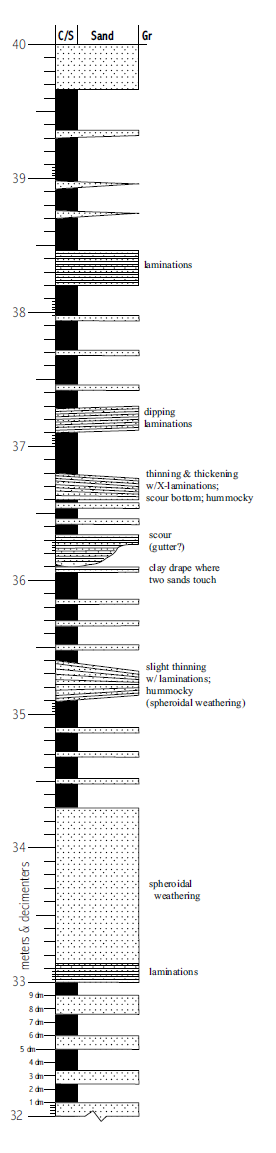 C/S Sand Gr
40
39
laminations
38
dipping
laminations
37
thinning & thickening
w/X-laminations;
scour bottom; hummocky
scour
(gutter?)
clay drape where
two sands touch
36
slight thinning
w/ laminations;
hummocky
(spheroidal weathering)
35
34
spheroidal
weathering
meters & decimenters
laminations
33
9 dm
8 dm
7 dm
6 dm
5 dm
4 dm
3 dm
2 dm
1 dm
32